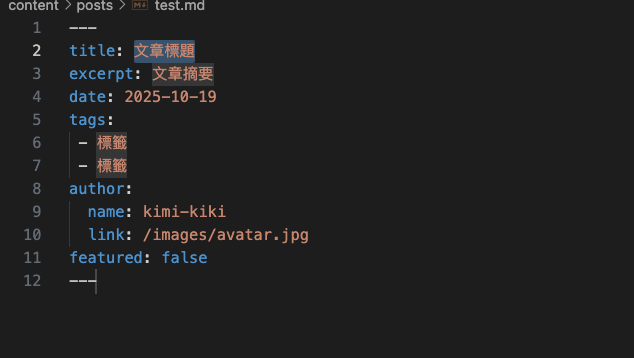 content > posts > test.md
1 ---
2 title: 文章標題
3 excerpt: 文章摘要
4 date: 2025-10-19
5 tags:
6 - 標籤
7 - 標籤
8 author:
9 name: kimi-kiki
10 link: /images/avatar.jpg
11 featured: false
12 ---